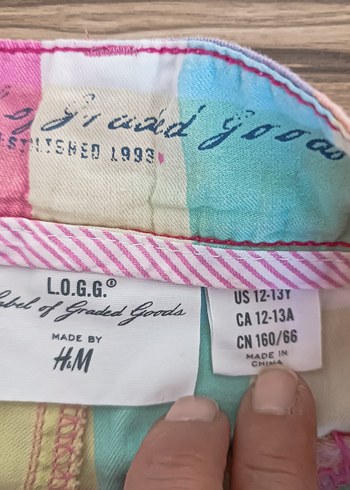 of Graded Goods
ESTABLISHED 1993
L.O.G.G.®
Label of Graded Goods
MADE BY
H&M
US 12-13Y
CA 12-13A
CN 160/66
MADE IN
CHINA